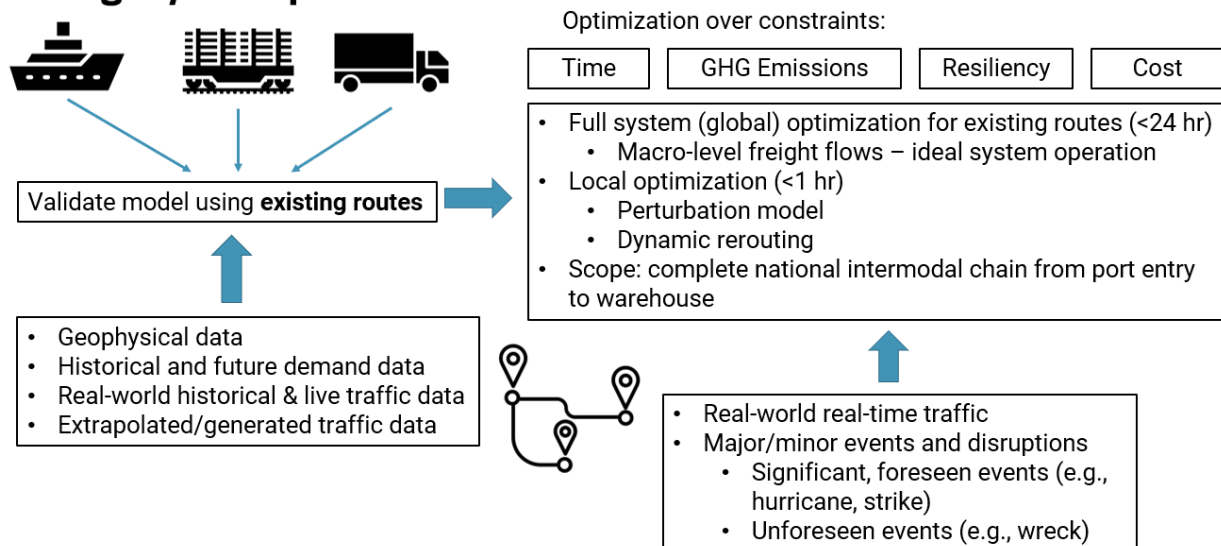 Optimization over constraints:
Time
GHG Emissions
Resiliency
Cost
• Full system (global) optimization for existing routes (<24 hr)
• Macro-level freight flows – ideal system operation
• Local optimization (<1 hr)
• Perturbation model
• Dynamic rerouting
• Scope: complete national intermodal chain from port entry
to warehouse
Validate model using existing routes
• Geophysical data
• Historical and future demand data
• Real-world historical & live traffic data
• Extrapolated/generated traffic data
• Real-world real-time traffic
• Major/minor events and disruptions
• Significant, foreseen events (e.g.,
hurricane, strike)
• Unforeseen events (e.g., wreck)